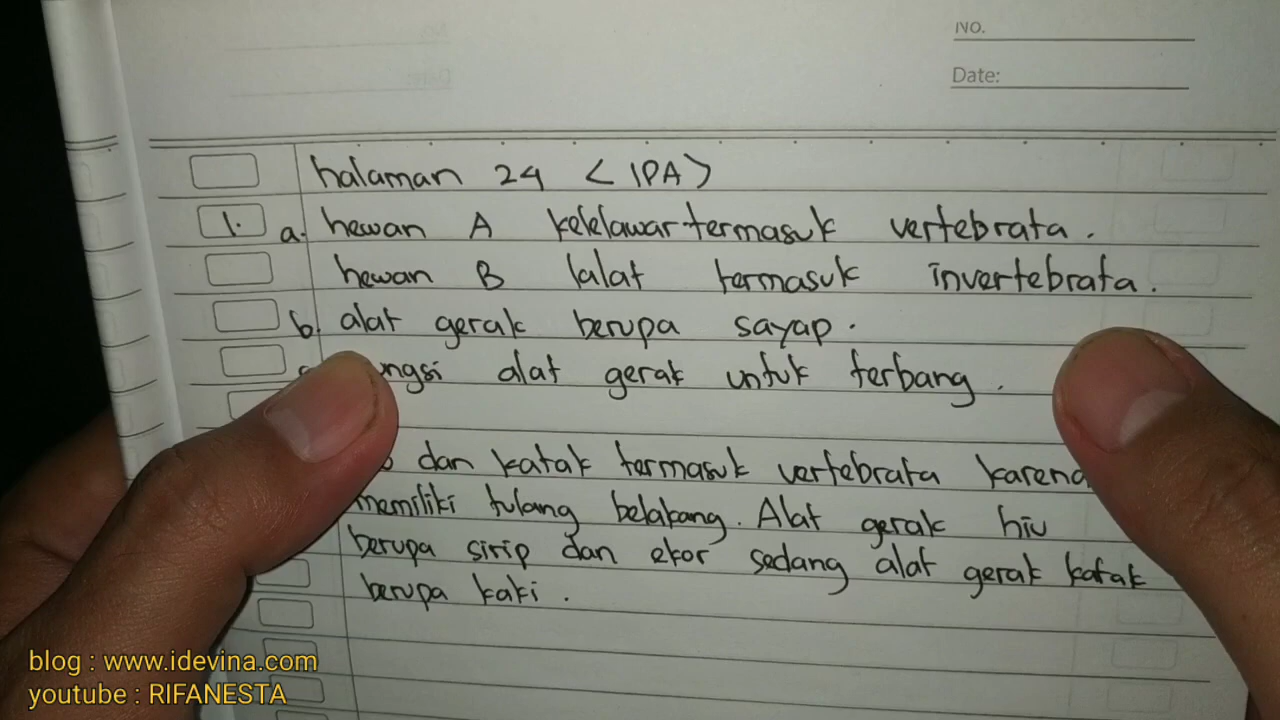 NO.
Date:
halaman 24 <IPA>
1. a. hewan A kelelawar termasuk vertebrata.
hewan B lalat termasuk invertebrata.
b. alat gerak berupa sayap.
alat gerak untuk terbang.
dan katak termasuk vertebrata karena
memiliki tulang belakang. Alat gerak hiu
berupa sirip dan ekor sedang alat gerak katak
berupa kaki.
blog : www.idevina.com
youtube : RIFANESTA